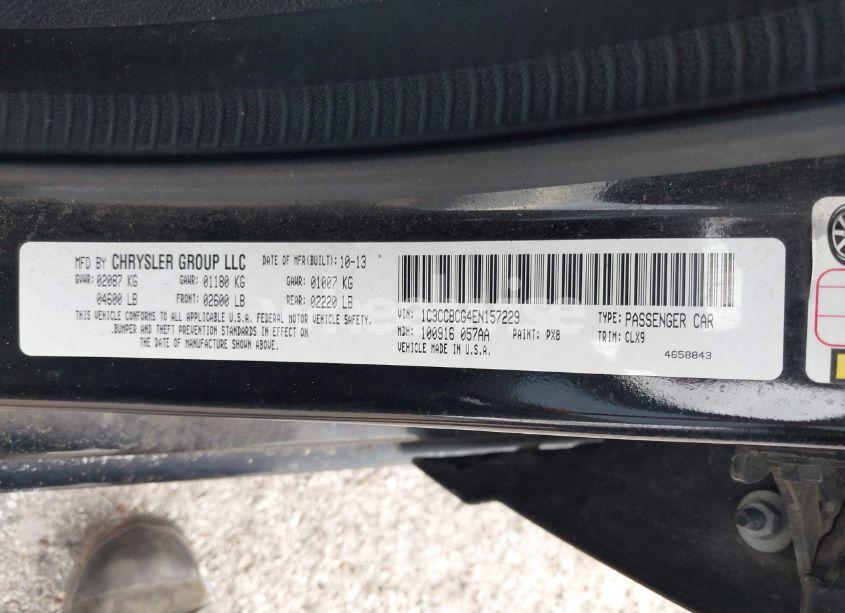 MFD BY CHRYSLER GROUP LLC DATE OF MFR(BUILT): 10-13
GVWR: 02087 KG GAWR: 01180 KG GAWR: 01007 KG
04600 LB FRONT: 02600 LB REAR: 02220 LB
THIS VEHICLE CONFORMS TO ALL APPLICABLE U.S.A. FEDERAL MOTOR VEHICLE SAFETY,
BUMPER AND THEFT PREVENTION STANDARDS IN EFFECT ON
THE DATE OF MANUFACTURE SHOWN ABOVE.
VIN: 1C3CCBCG4EN157229 TYPE: PASSENGER CAR
MDH: 100916 057AA PAINT: PX8 TRIM: CLX9
VEHICLE MADE IN U.S.A. 4658843